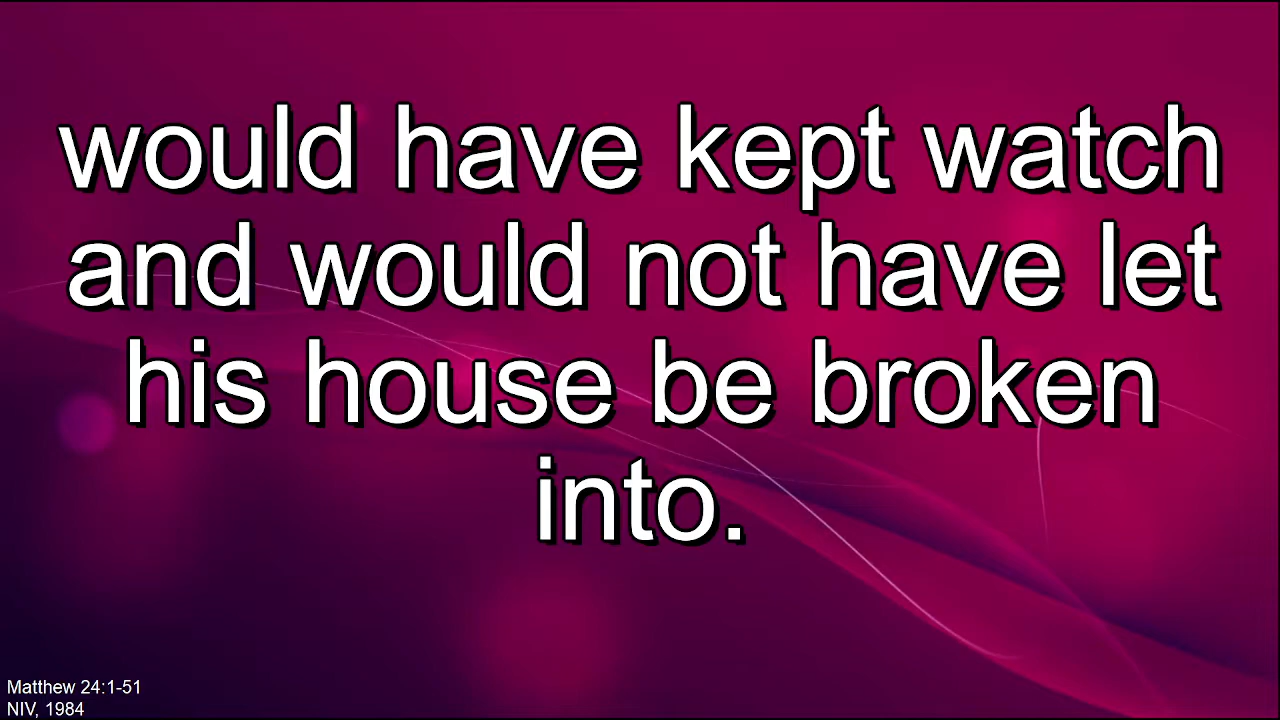 would have kept watch
and would not have let
his house be broken
into.
Matthew 24:1-51
NIV, 1984